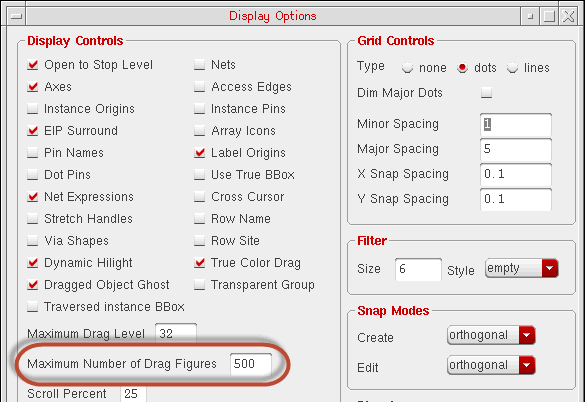 Display Options
Display Controls
Open to Stop Level
Nets
Axes
Access Edges
Instance Origins
Instance Pins
EIP Surround
Array Icons
Pin Names
Label Origins
Dot Pins
Use True BBox
Net Expressions
Cross Cursor
Stretch Handles
Row Name
Via Shapes
Row Site
Dynamic Hilight
True Color Drag
Dragged Object Ghost
Transparent Group
Traversed instance BBox
Maximum Drag Level 32
Maximum Number of Drag Figures 500
Scroll Percent 25
Grid Controls
Type none dots lines
Dim Major Dots
Minor Spacing 1
Major Spacing 5
X Snap Spacing 0.1
Y Snap Spacing 0.1
Filter
Size 6 Style empty
Snap Modes
Create orthogonal
Edit orthogonal